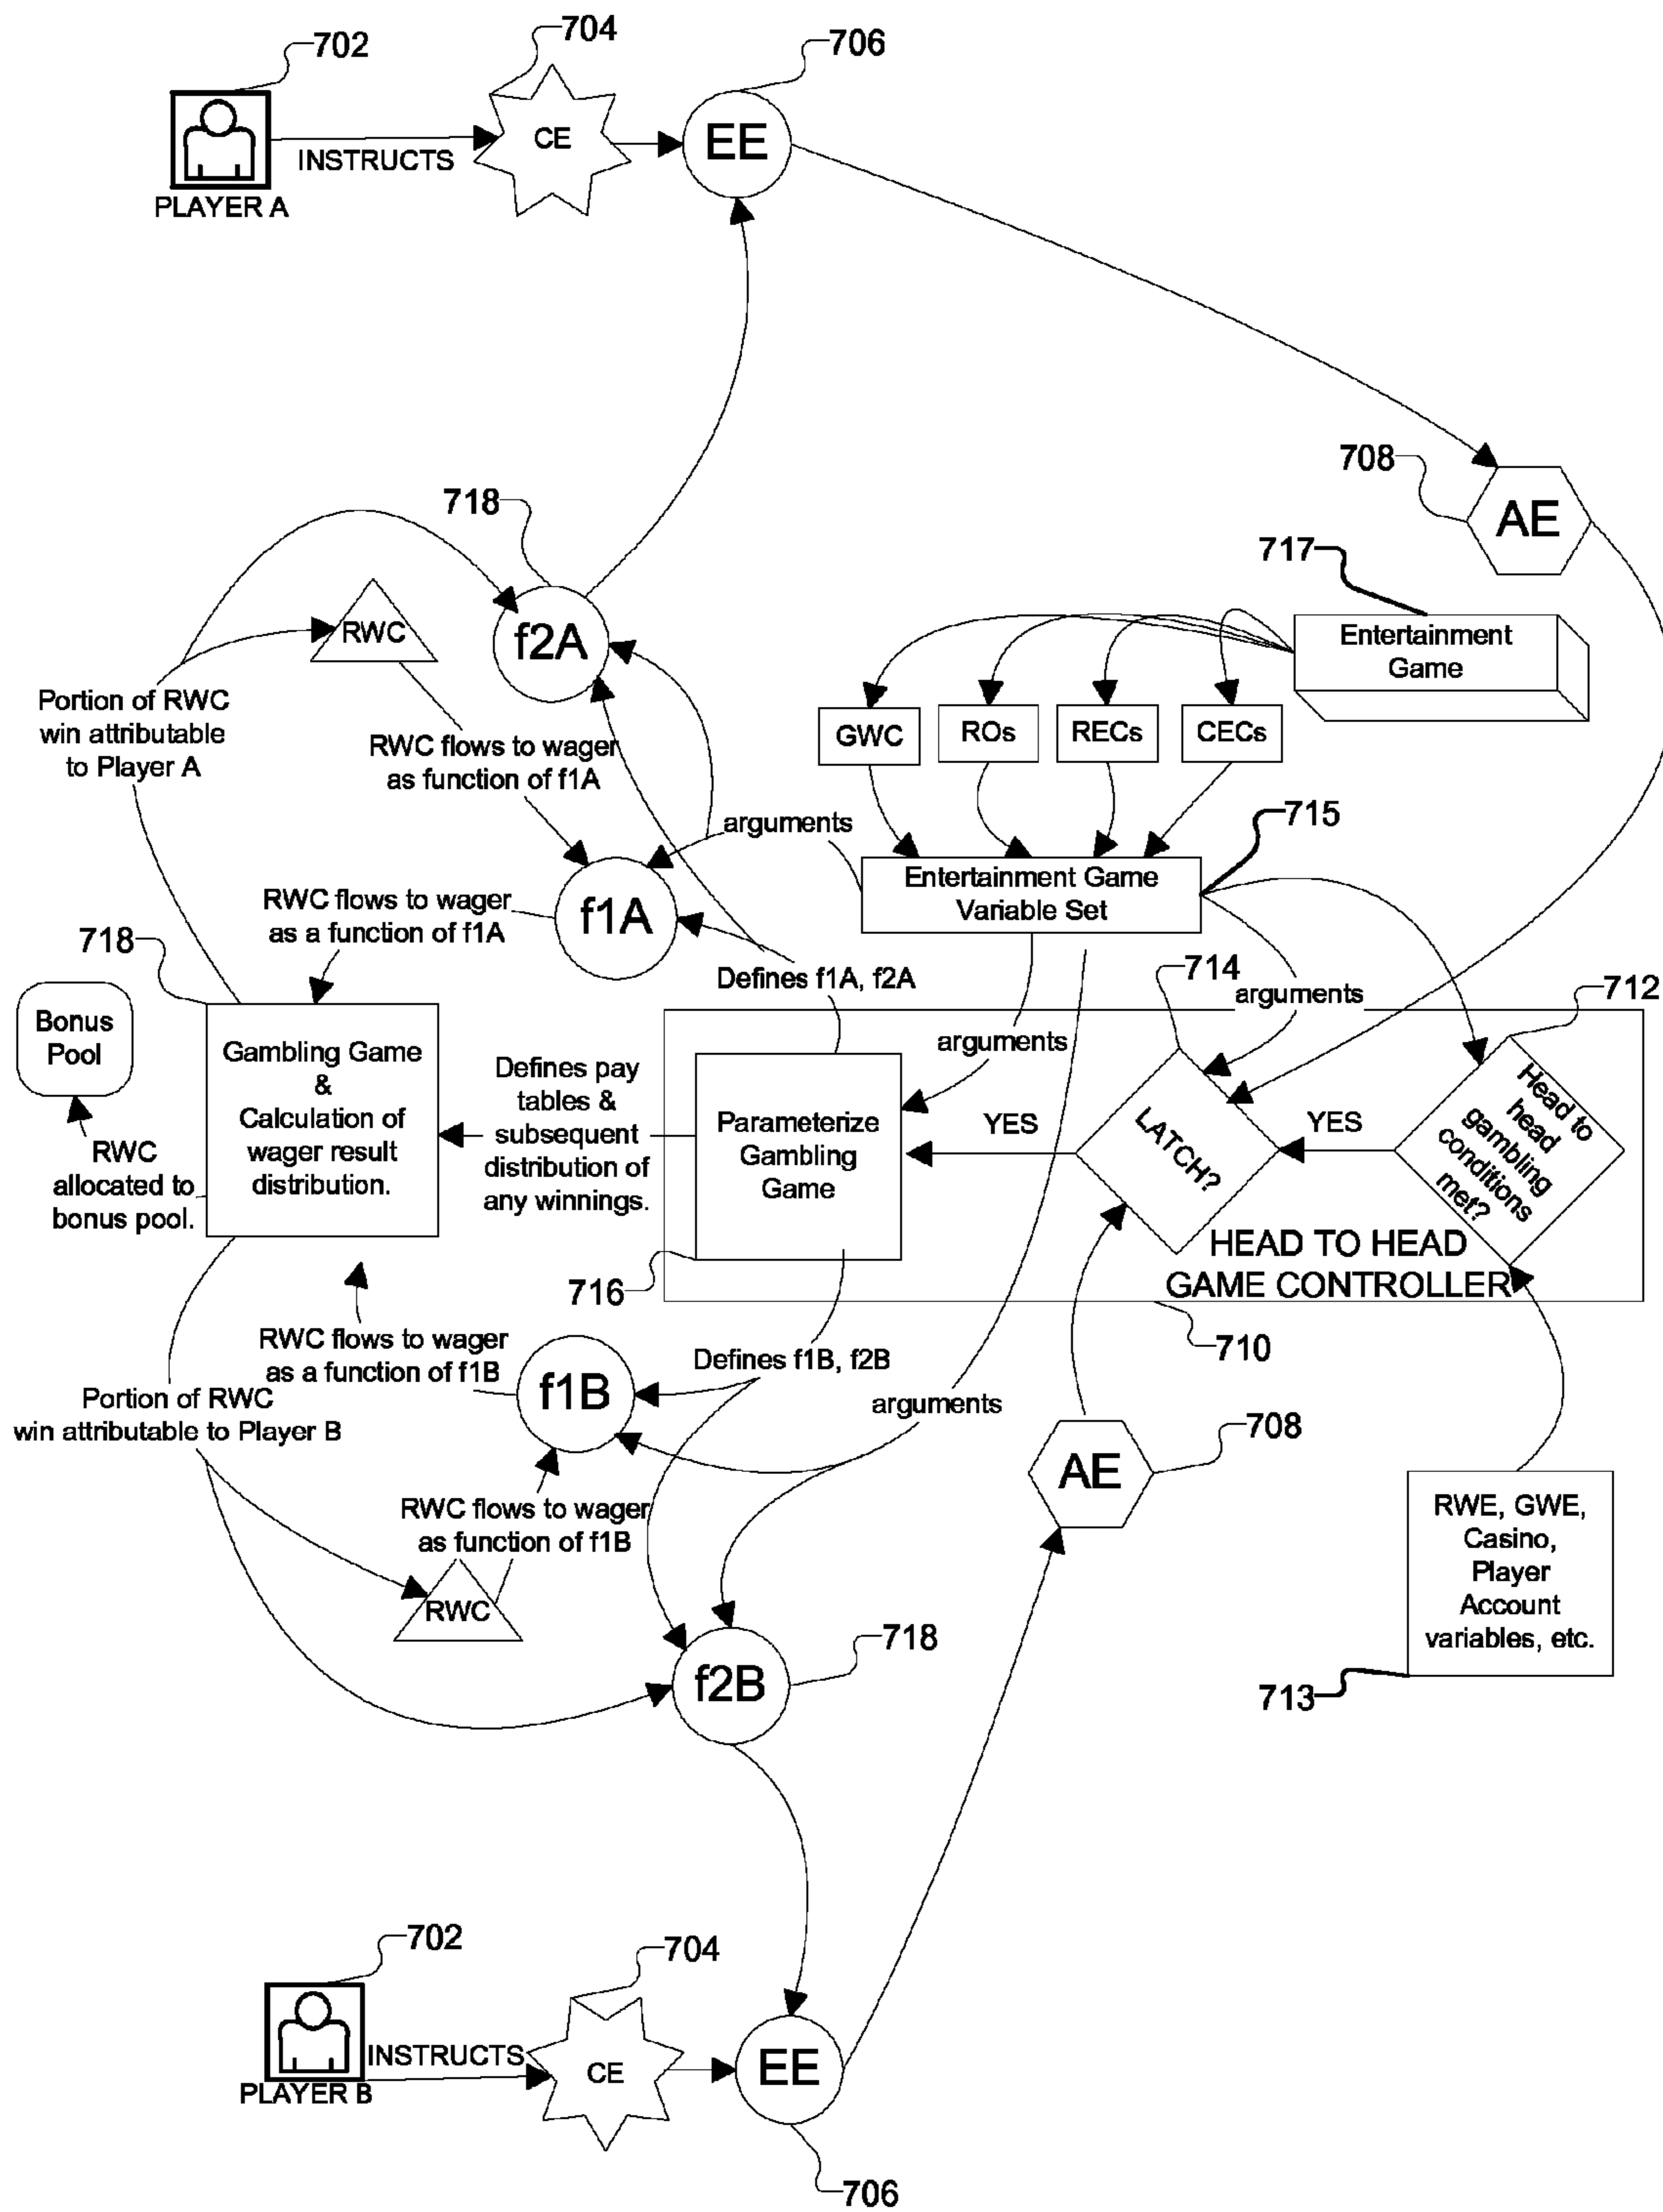 702
704
706
CE
EE
INSTRUCTS
PLAYER A
708
AE
718
717
Entertainment
Game
RWC
f2A
Portion of RWC
win attributable
to Player A
RWC flows to wager
as function of f1A
GWC
ROs
RECs
CECs
arguments
715
Entertainment Game
Variable Set
RWC flows to wager
as a function of f1A
f1A
718
714
712
Defines f1A, f2A
arguments
arguments
Bonus
Pool
Gambling Game
&
Calculation of
wager result
distribution.
Defines pay
tables &
subsequent
distribution of
any winnings.
Parameterize
Gambling
Game
YES
LATCH?
YES
Head to
head
gambling
conditions
met?
RWC
allocated to
bonus pool.
HEAD TO HEAD
GAME CONTROLLER
716
710
RWC flows to wager
as a function of f1B
f1B
Defines f1B, f2B
arguments
Portion of RWC
win attributable to Player B
708
AE
RWC flows to wager
as function of f1B
RWC
RWE, GWE,
Casino,
Player
Account
variables, etc.
718
f2B
713
702
704
INSTRUCTS
CE
EE
PLAYER B
706